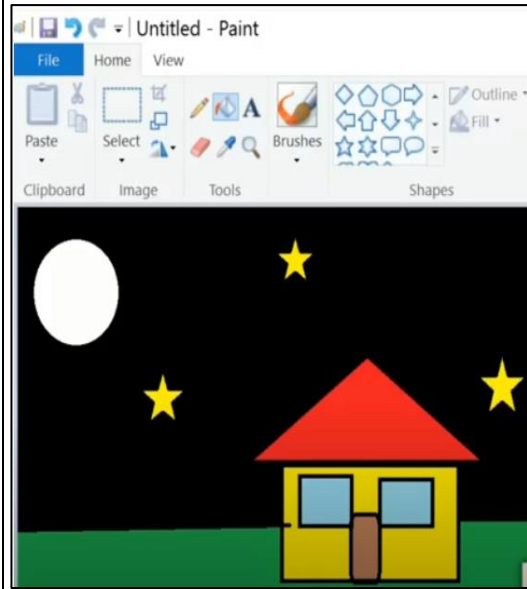 Untitled - Paint
File Home View
Paste Select Brushes Outline
Fill
Clipboard Image Tools Shapes